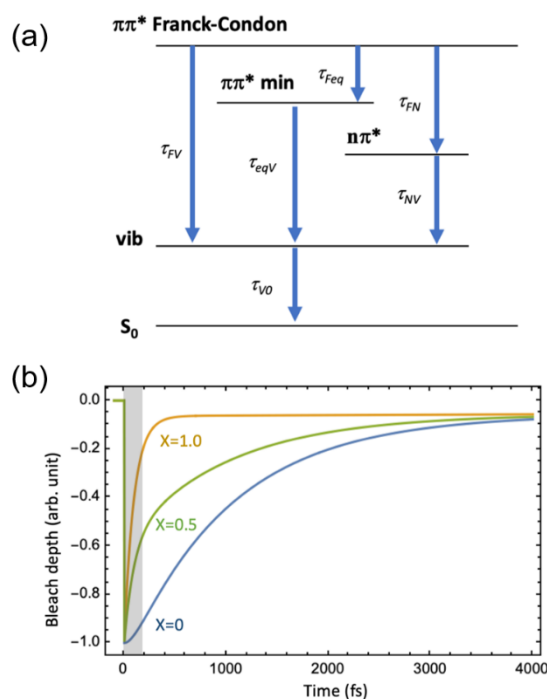 (a)
ππ* Franck-Condon
τFeq
ππ* min
τFN
nπ*
τFV
τeqV
τNV
vib
τV0
S0
(b)
0.0
X=1.0
-0.2
-0.4
X=0.5
-0.6
-0.8
X=0
-1.0
Bleach depth (arb. unit)
0 1000 2000 3000 4000
Time (fs)